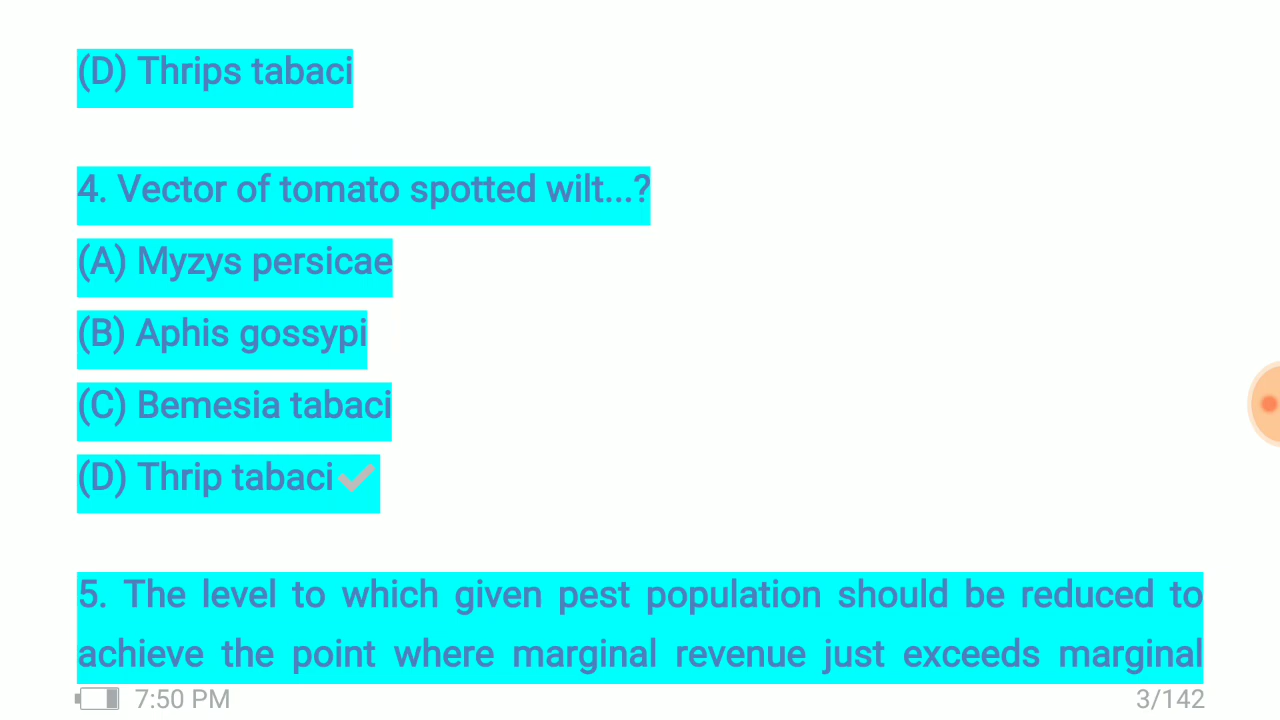 (D) Thrips tabaci
4. Vector of tomato spotted wilt...?
(A) Myzys persicae
(B) Aphis gossypi
(C) Bemesia tabaci
(D) Thrip tabaci✔
5. The level to which given pest population should be reduced to
achieve the point where marginal revenue just exceeds marginal
7:50 PM
3/142